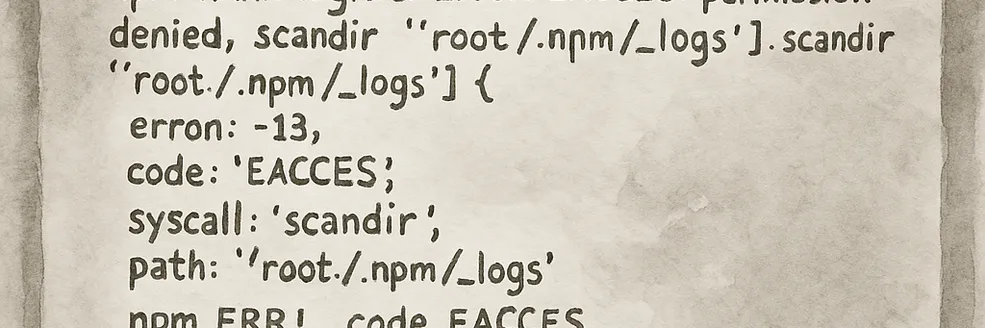 permission
denied, scandir ''root/.npm/_logs'].scandir
''root./.npm/_logs'] {
erron: -13,
code: 'EACCES',
syscall: 'scandir',
path: ''root./.npm/_logs'
npm ERR! code EACCES